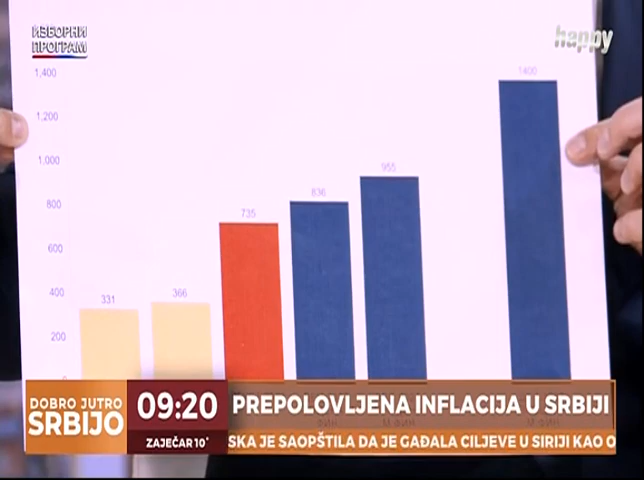 ИЗБОРНИ
ПРОГРАМ
happy
1,400
1400
1,200
1,000
955
800
836
735
600
400
366
331
200
DOBRO JUTRO
SRBIJO
09:20
ZAJEČAR 10°
PREPOLOVLJENA INFLACIJA U SRBIJI
SKA JE SAOPŠTILA DA JE GAĐALA CILJEVE U SIRIJI KAO O